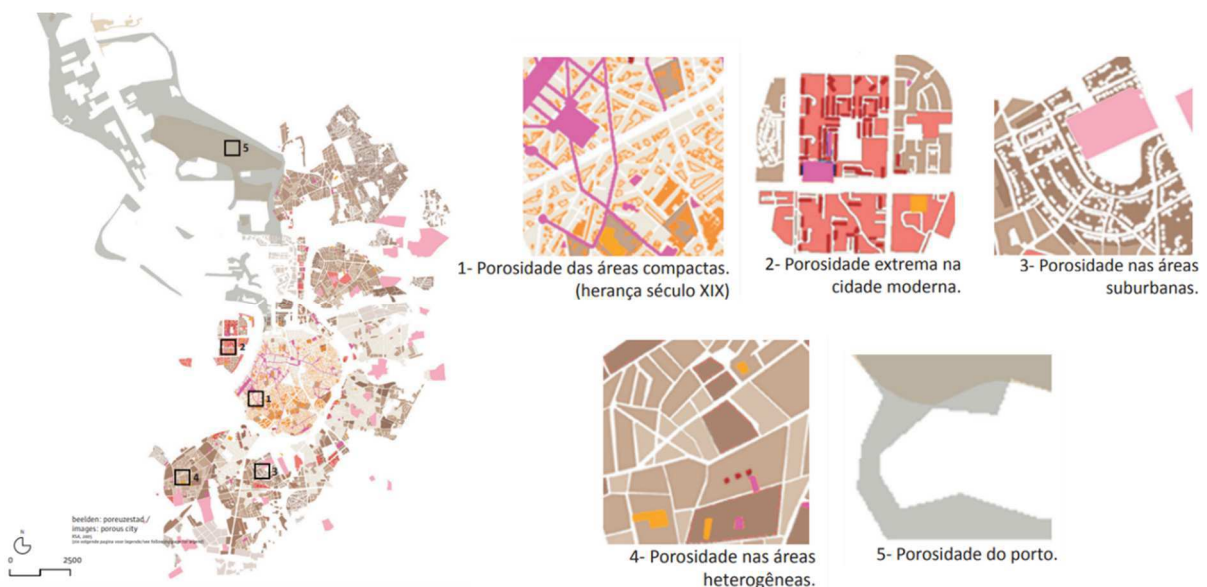 5
2
1
4
3
beelden: poreuzestad,/
images: porous city
N
0 2500
1- Porosidade das áreas compactas.
(herança século XIX)
2- Porosidade extrema na
cidade moderna.
3- Porosidade nas áreas
suburbanas.
4- Porosidade nas áreas
heterogêneas.
5- Porosidade do porto.